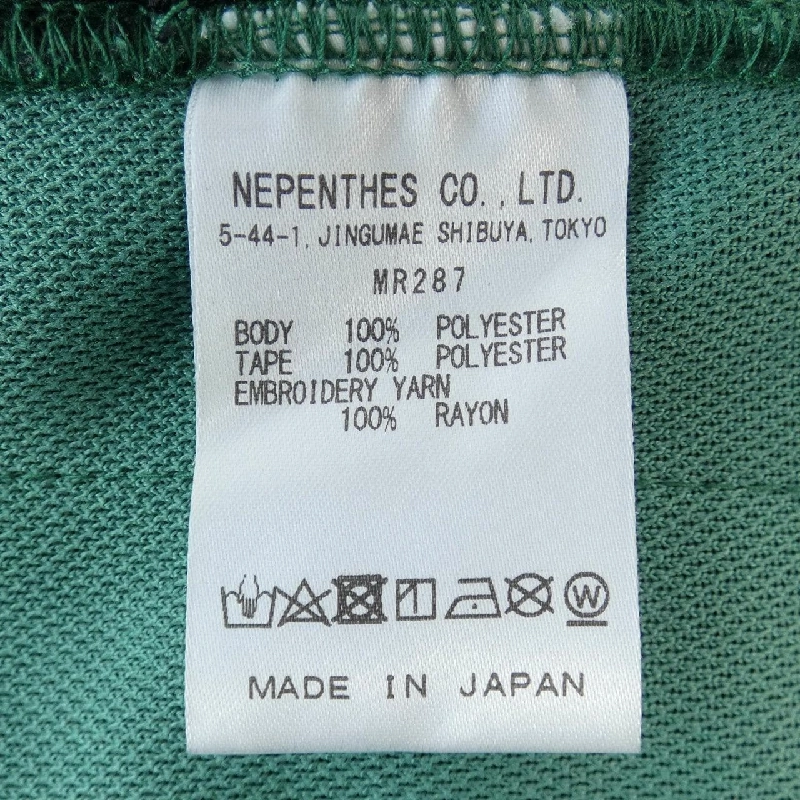 NEPENTHES CO.,LTD.
5-44-1, JINGUMAE SHIBUYA, TOKYO
MR287
BODY 100% POLYESTER
TAPE 100% POLYESTER
EMBROIDERY YARN
100% RAYON
W
MADE IN JAPAN